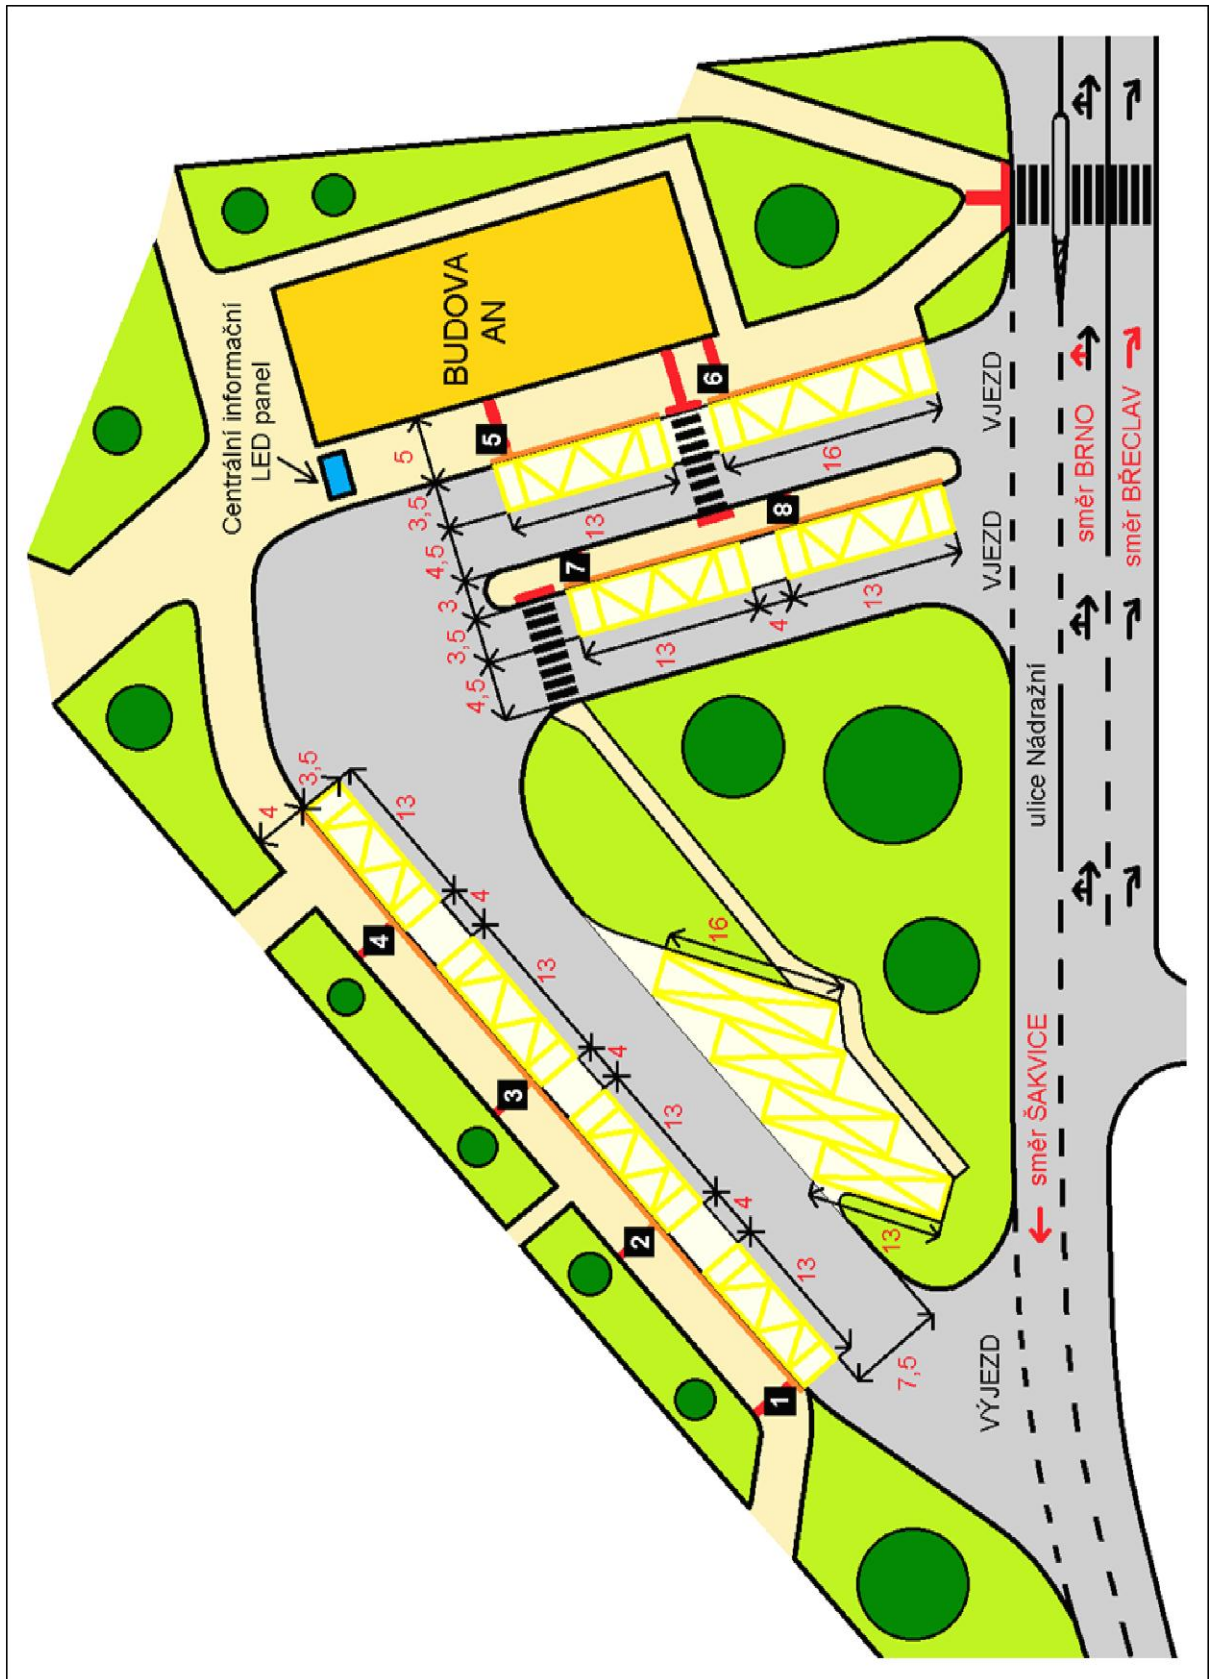 Centrální informační
LED panel
BUDOVA
AN
5
6
7
8
4
3
2
1
5
3,5
4,5
3
3,5
4,5
13
16
13
4
13
4
3,5
13
4
13
4
13
4
13
7,5
16
13
VJEZD
VJEZD
VÝJEZD
ulice Nádražní
směr BRNO
směr BŘECLAV
směr ŠAKVICE